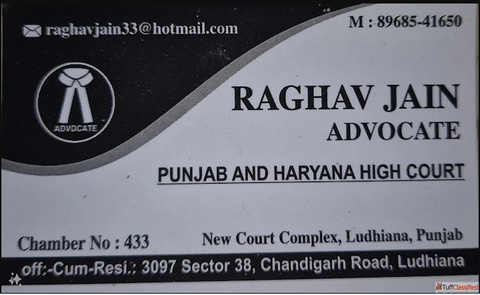 raghavjain33@hotmail.com
M : 89685-41650
ADVOCATE
RAGHAV JAIN
ADVOCATE
PUNJAB AND HARYANA HIGH COURT
Chamber No : 433
New Court Complex, Ludhiana, Punjab
off:-Cum-Resi.: 3097 Sector 38, Chandigarh Road, Ludhiana
TuffClassified